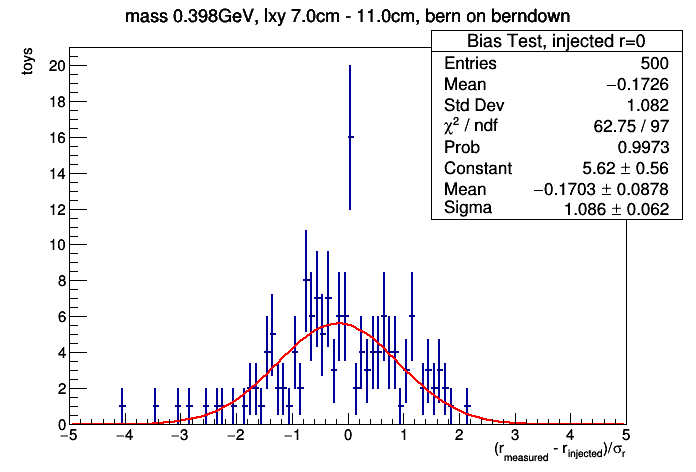 mass 0.398GeV, lxy 7.0cm - 11.0cm, bern on berndown
Bias Test, injected r=0
Entries 500
Mean −0.1726
Std Dev 1.082
χ² / ndf 62.75 / 97
Prob 0.9973
Constant 5.62 ± 0.56
Mean −0.1703 ± 0.0878
Sigma 1.086 ± 0.062
toys
20
18
16
14
12
10
8
6
4
2
0
−5 −4 −3 −2 −1 0 1 2 3 4 5
(r_measured - r_injected)/σ_r